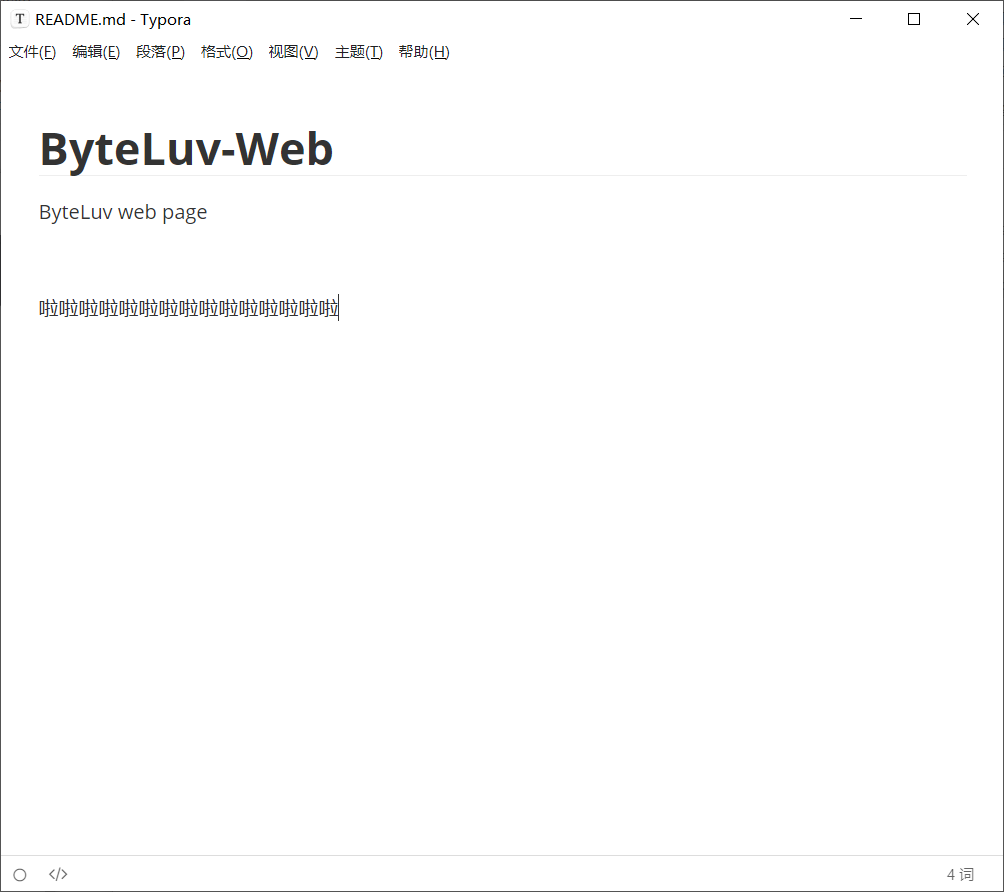 T README.md - Typora
文件(F) 编辑(E) 段落(P) 格式(O) 视图(V) 主题(T) 帮助(H)
ByteLuv-Web
ByteLuv web page
啦啦啦啦啦啦啦啦啦啦啦啦啦啦啦
</> 4 词